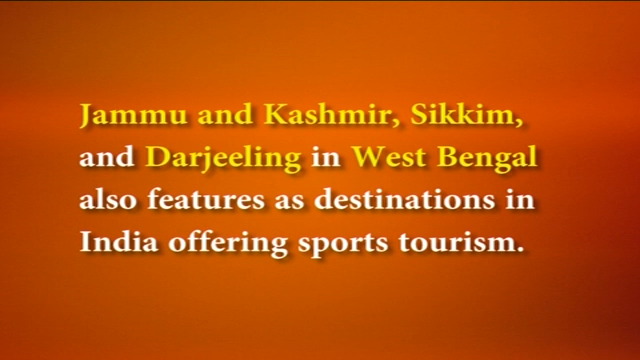 Jammu and Kashmir, Sikkim,
and Darjeeling in West Bengal
also features as destinations in
India offering sports tourism.